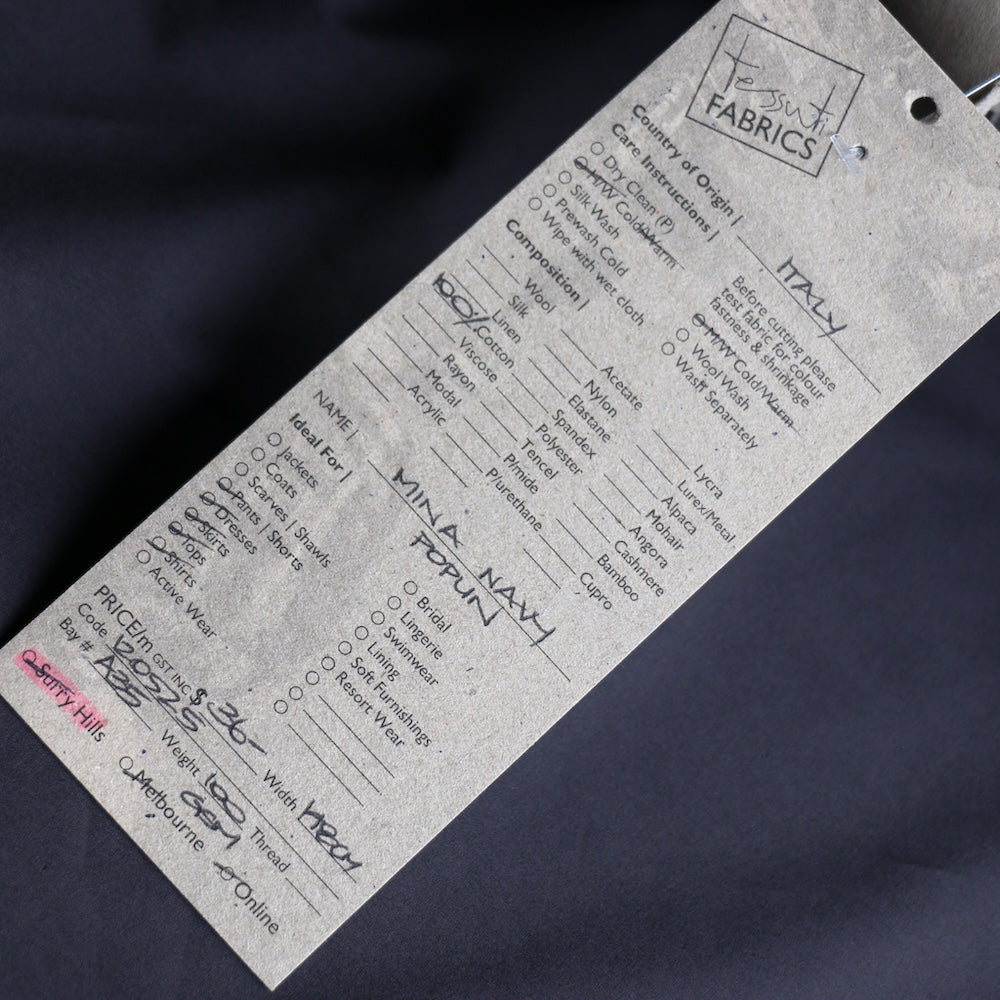 tessuti
FABRICS
Country of Origin | ITALY
Care Instructions |
Dry Clean (P)
H/W Cold/Warm
Silk Wash
Prewash Cold
Wipe with wet cloth
Before cutting please
test fabric for colour
fastness & shrinkage
M/W Cold/Warm
Wool Wash
Wash Separately
Composition |
Wool
Silk
Linen
100% Cotton
Viscose
Rayon
Modal
Acrylic
Acetate
Nylon
Elastane
Spandex
Polyester
Tencel
P/mide
P/urethane
Lycra
Lurex/Metal
Alpaca
Mohair
Angora
Cashmere
Bamboo
Cupro
NAME | MINA NAVY
POPLIN
Ideal For |
Jackets
Coats
Scarves | Shawls
Pants | Shorts
Dresses
Skirts
Tops
Shirts
Active Wear
Bridal
Lingerie
Swimwear
Lining
Soft Furnishings
Resort Wear
PRICE/m GST INC $ 36-
Code Width
Bay # A35 Weight 100 Thread
GSM
Surry Hills
Melbourne
Online